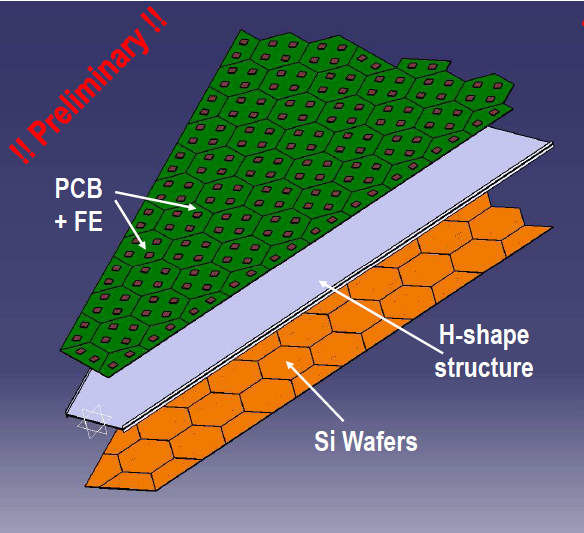 !! Preliminary !!
PCB
+ FE
H-shape
structure
Si Wafers